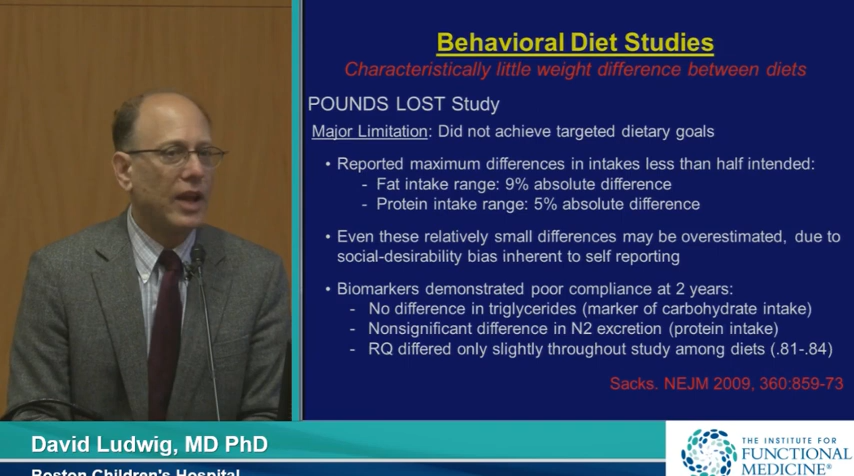 Behavioral Diet Studies
Characteristically little weight difference between diets
POUNDS LOST Study
Major Limitation: Did not achieve targeted dietary goals
• Reported maximum differences in intakes less than half intended:
- Fat intake range: 9% absolute difference
- Protein intake range: 5% absolute difference
• Even these relatively small differences may be overestimated, due to
social-desirability bias inherent to self reporting
• Biomarkers demonstrated poor compliance at 2 years:
- No difference in triglycerides (marker of carbohydrate intake)
- Nonsignificant difference in N2 excretion (protein intake)
- RQ differed only slightly throughout study among diets (.81-.84)
Sacks. NEJM 2009, 360:859-73
David Ludwig, MD PhD
Boston Children's Hospital
THE INSTITUTE FOR
FUNCTIONAL
MEDICINE®